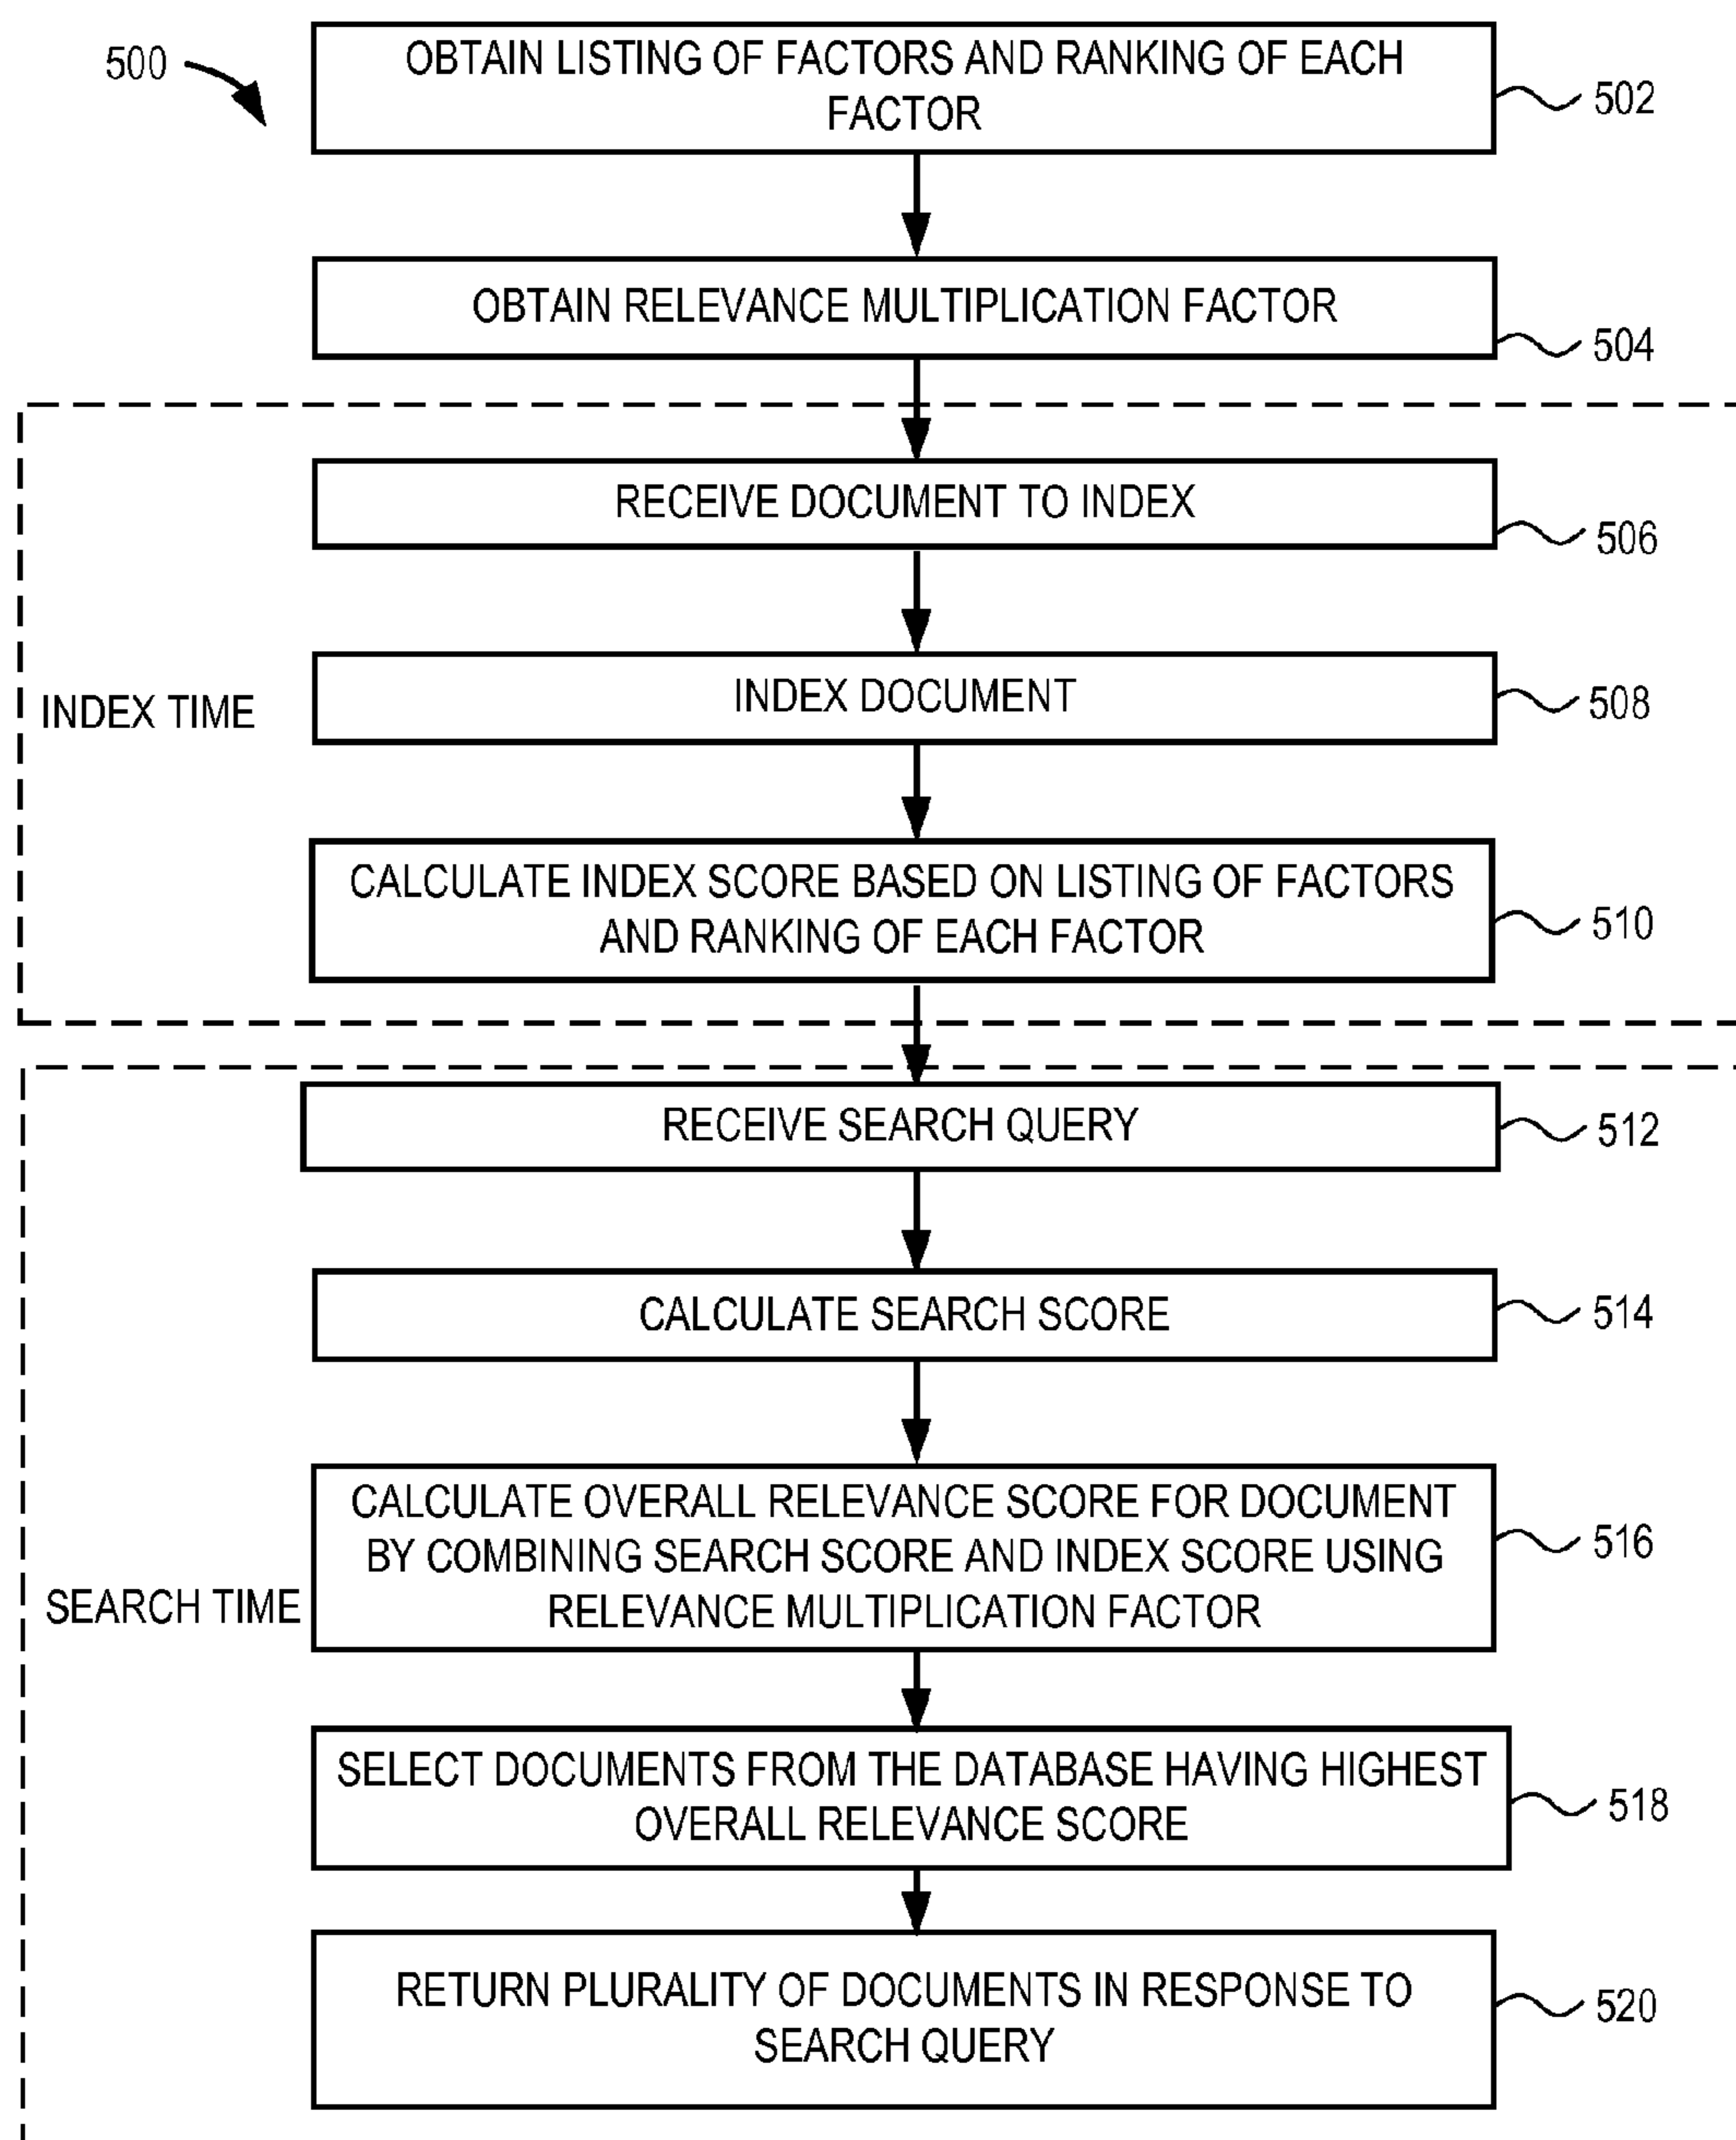 500
OBTAIN LISTING OF FACTORS AND RANKING OF EACH
FACTOR
502
OBTAIN RELEVANCE MULTIPLICATION FACTOR
504
RECEIVE DOCUMENT TO INDEX
506
INDEX TIME
INDEX DOCUMENT
508
CALCULATE INDEX SCORE BASED ON LISTING OF FACTORS
AND RANKING OF EACH FACTOR
510
RECEIVE SEARCH QUERY
512
CALCULATE SEARCH SCORE
514
CALCULATE OVERALL RELEVANCE SCORE FOR DOCUMENT
BY COMBINING SEARCH SCORE AND INDEX SCORE USING
RELEVANCE MULTIPLICATION FACTOR
516
SEARCH TIME
SELECT DOCUMENTS FROM THE DATABASE HAVING HIGHEST
OVERALL RELEVANCE SCORE
518
RETURN PLURALITY OF DOCUMENTS IN RESPONSE TO
SEARCH QUERY
520